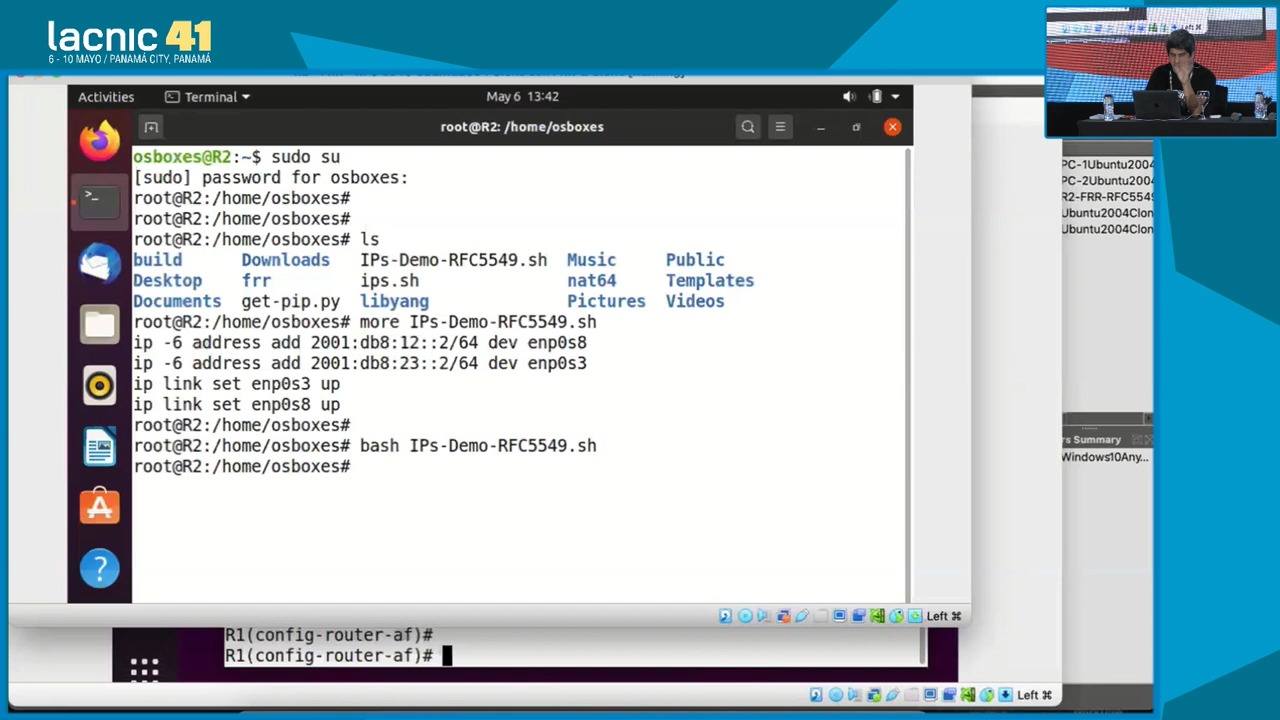 lacnic 41
6 - 10 MAYO / PANAMÁ CITY, PANAMÁ
Activities
Terminal
May 6 13:42
root@R2: /home/osboxes
osboxes@R2:~$ sudo su
[sudo] password for osboxes:
root@R2:/home/osboxes#
root@R2:/home/osboxes#
root@R2:/home/osboxes# ls
build Downloads IPs-Demo-RFC5549.sh Music Public
Desktop frr ips.sh nat64 Templates
Documents get-pip.py libyang Pictures Videos
root@R2:/home/osboxes# more IPs-Demo-RFC5549.sh
ip -6 address add 2001:db8:12::2/64 dev enp0s8
ip -6 address add 2001:db8:23::2/64 dev enp0s3
ip link set enp0s3 up
ip link set enp0s8 up
root@R2:/home/osboxes#
root@R2:/home/osboxes# bash IPs-Demo-RFC5549.sh
root@R2:/home/osboxes#
Left ⌘
R1(config-router-af)#
R1(config-router-af)#
Left ⌘
PC-1Ubuntu2004
PC-2Ubuntu2004
R2-FRR-RFC5549
Ubuntu2004Clon
Ubuntu2004Clon
rs Summary
Windows10Any...